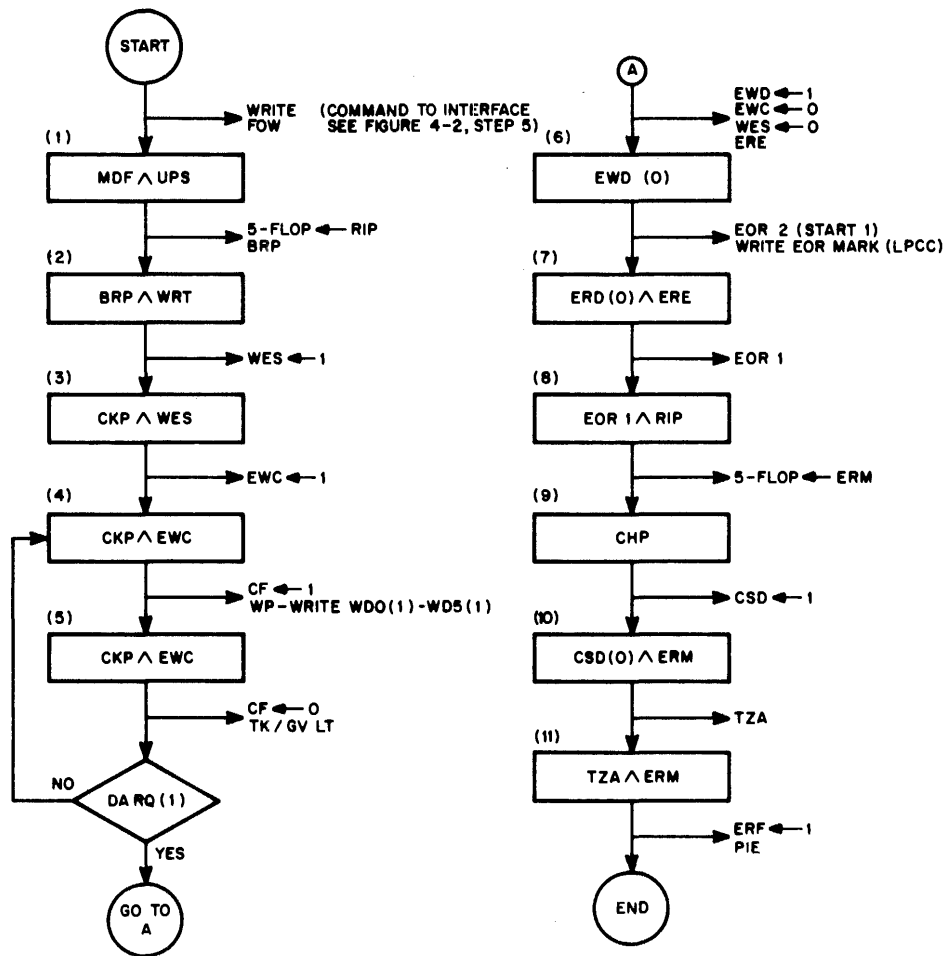 START
WRITE (COMMAND TO INTERFACE
FOW SEE FIGURE 4-2, STEP 5)
(1)
MDF ∧ UPS
5-FLOP ← RIP
BRP
(2)
BRP ∧ WRT
WES ← 1
(3)
CKP ∧ WES
EWC ← 1
(4)
CKP ∧ EWC
CF ← 1
WP-WRITE WD0(1)-WD5(1)
(5)
CKP ∧ EWC
CF ← 0
TK/GV LT
NO
DARQ(1)
YES
GO TO
A
A
EWD ← 1
EWC ← 0
WES ← 0
ERE
(6)
EWD (0)
EOR 2 (START 1)
WRITE EOR MARK (LPCC)
(7)
ERD(0) ∧ ERE
EOR 1
(8)
EOR 1 ∧ RIP
5-FLOP ← ERM
(9)
CHP
CSD ← 1
(10)
CSD(0) ∧ ERM
TZA
(11)
TZA ∧ ERM
ERF ← 1
PIE
END